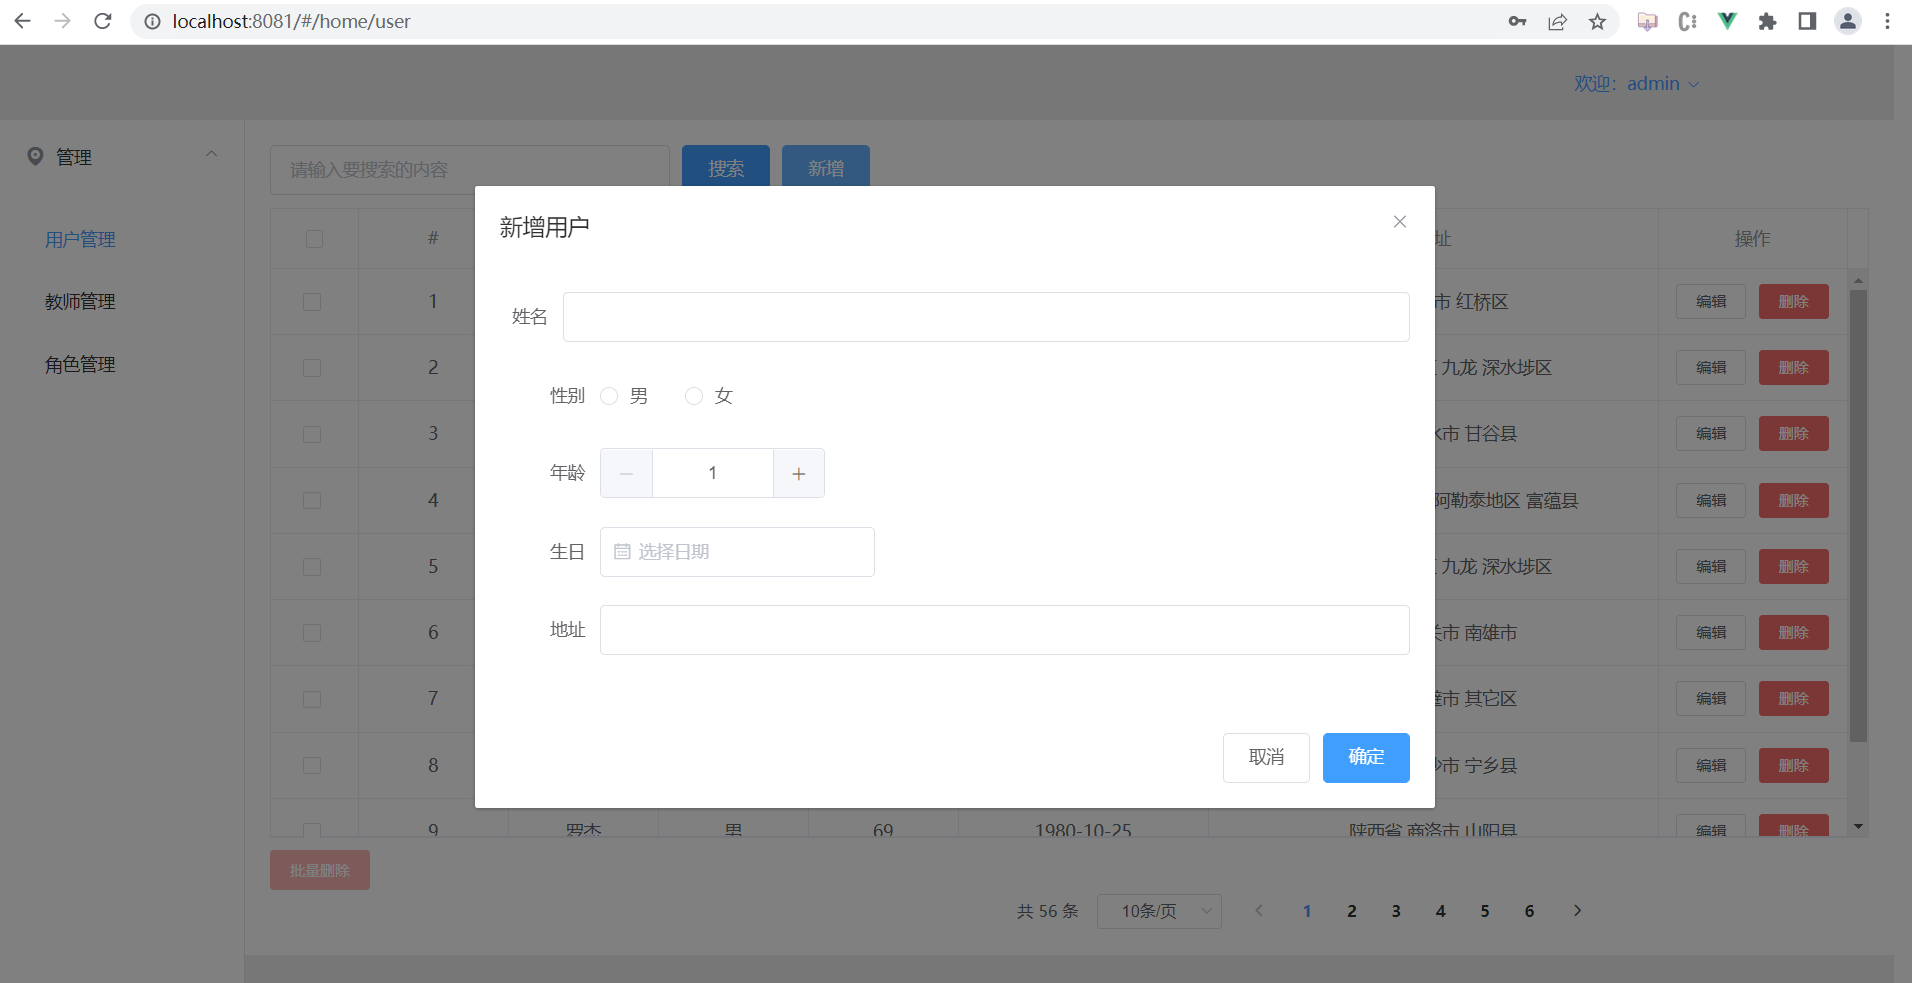 localhost:8081/#/home/user
欢迎：admin
管理
请输入要搜索的内容
搜索
新增
用户管理
教师管理
角色管理
新增用户
姓名
性别 男 女
年龄 1
生日 选择日期
地址
取消 确定
# 址 操作
1 市 红桥区 编辑 删除
2 九龙 深水埗区 编辑 删除
3 市 甘谷县 编辑 删除
4 阿勒泰地区 富蕴县 编辑 删除
5 九龙 深水埗区 编辑 删除
6 市 南雄市 编辑 删除
7 市 其它区 编辑 删除
8 市 宁乡县 编辑 删除
9 罗杰 男 69 1980-10-25 陕西省 商洛市 山阳县 编辑 删除
批量删除
共 56 条 10条/页 1 2 3 4 5 6